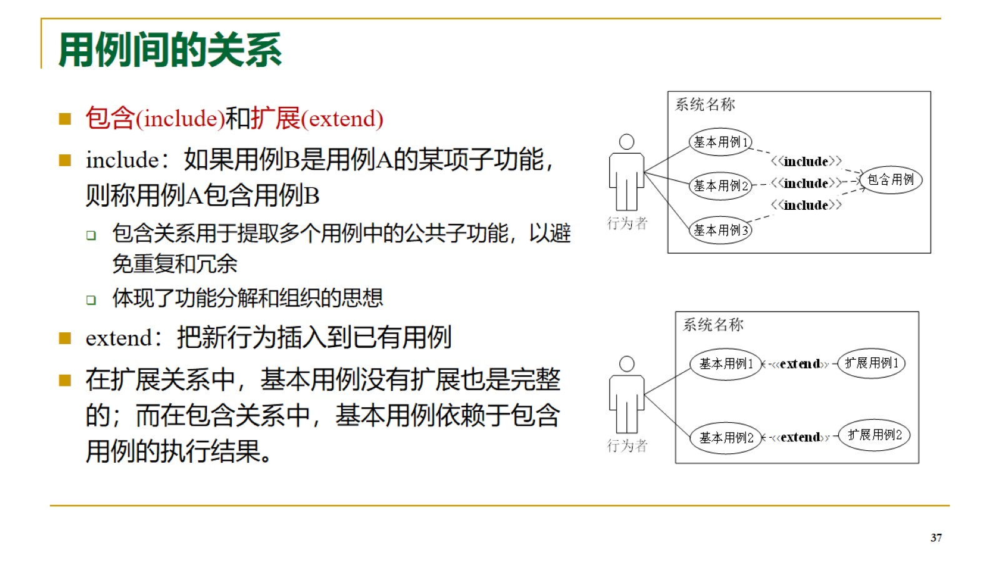 用例间的关系
包含(include)和扩展(extend)
include：如果用例B是用例A的某项子功能，
则称用例A包含用例B
包含关系用于提取多个用例中的公共子功能，以避
免重复和冗余
体现了功能分解和组织的思想
extend：把新行为插入到已有用例
在扩展关系中，基本用例没有扩展也是完整
的；而在包含关系中，基本用例依赖于包含
用例的执行结果。
系统名称
基本用例1
<<include>>
基本用例2
<<include>>
包含用例
<<include>>
基本用例3
行为者
系统名称
基本用例1
<<extend>>
扩展用例1
基本用例2
<<extend>>
扩展用例2
行为者
37